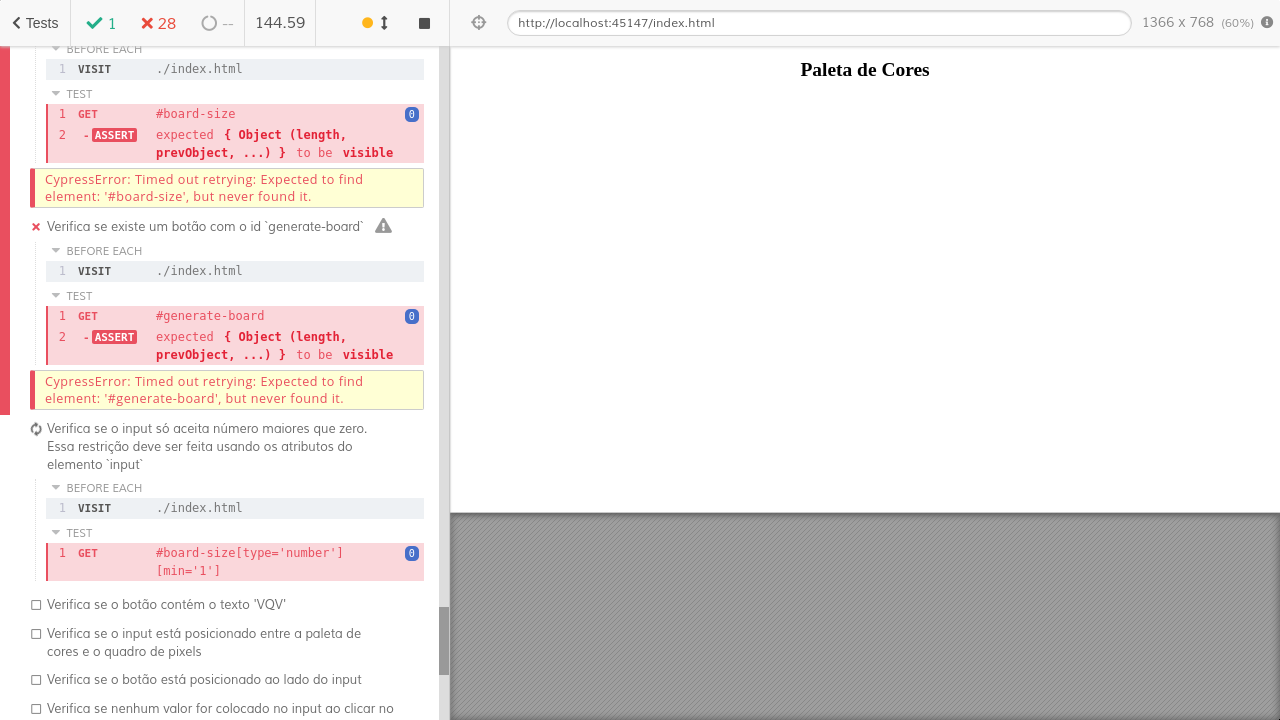 Tests
1
28
--
144.59
http://localhost:45147/index.html
1366 x 768 (60%)
BEFORE EACH
1 VISIT ./index.html
TEST
1 GET #board-size 0
2 -ASSERT expected { Object (length,
prevObject, ...) } to be visible
CypressError: Timed out retrying: Expected to find
element: '#board-size', but never found it.
Verifica se existe um botão com o id `generate-board`
BEFORE EACH
1 VISIT ./index.html
TEST
1 GET #generate-board 0
2 -ASSERT expected { Object (length,
prevObject, ...) } to be visible
CypressError: Timed out retrying: Expected to find
element: '#generate-board', but never found it.
Verifica se o input só aceita número maiores que zero.
Essa restrição deve ser feita usando os atributos do
elemento `input`
BEFORE EACH
1 VISIT ./index.html
TEST
1 GET #board-size[type='number'] 0
[min='1']
Verifica se o botão contém o texto 'VQV'
Verifica se o input está posicionado entre a paleta de
cores e o quadro de pixels
Verifica se o botão está posicionado ao lado do input
Verifica se nenhum valor for colocado no input ao clicar no
Paleta de Cores